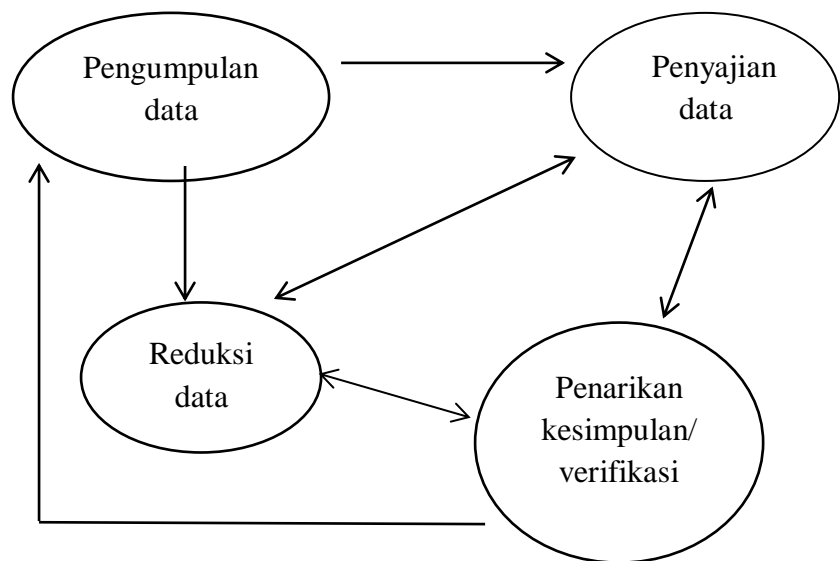 Pengumpulan
data
Penyajian
data
Reduksi
data
Penarikan
kesimpulan/
verifikasi